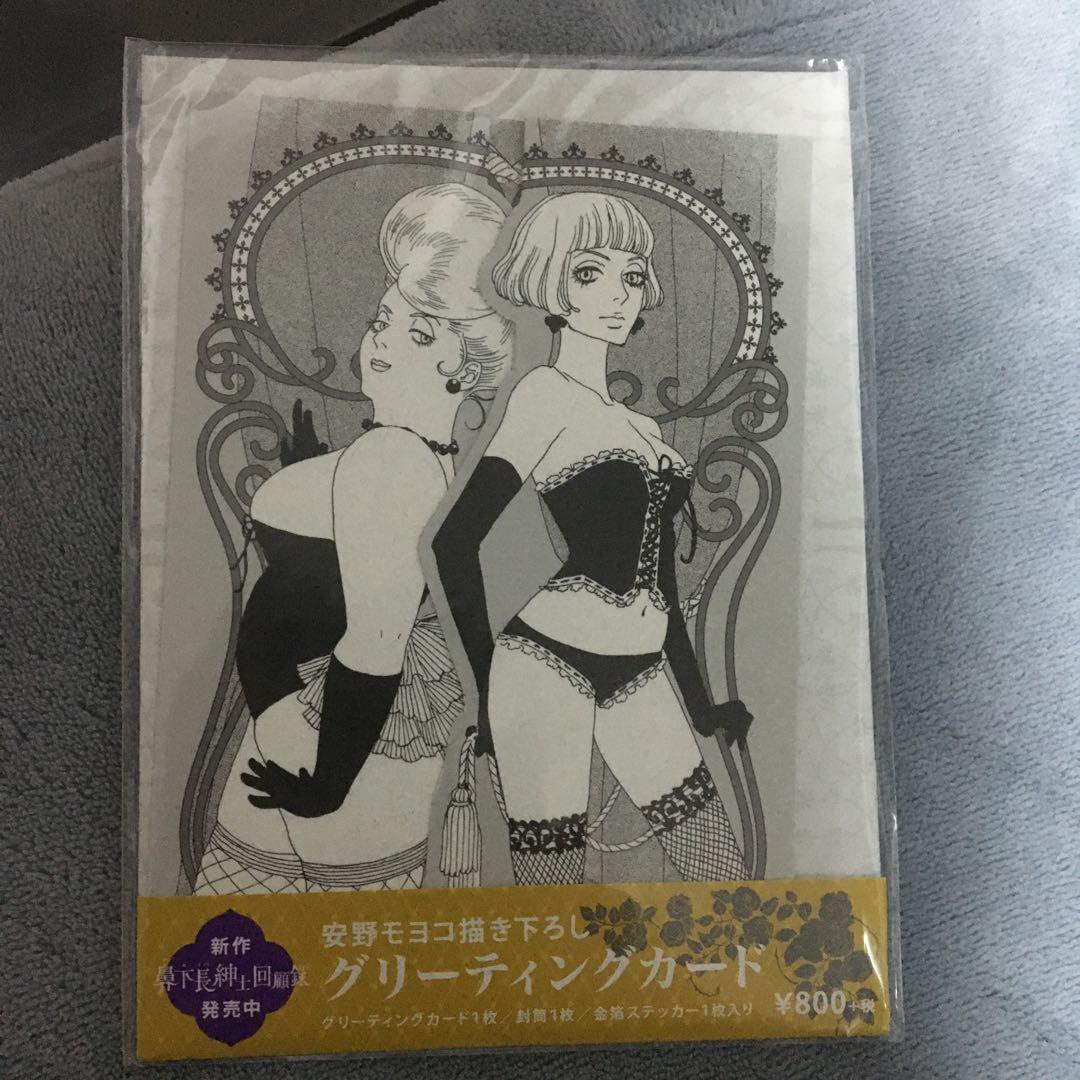 新作
鼻下長紳士回顧録
発売中
安野モヨコ描き下ろし
グリーティングカード
グリーティングカード1枚／封筒1枚／金箔ステッカー1枚入り
¥800+税